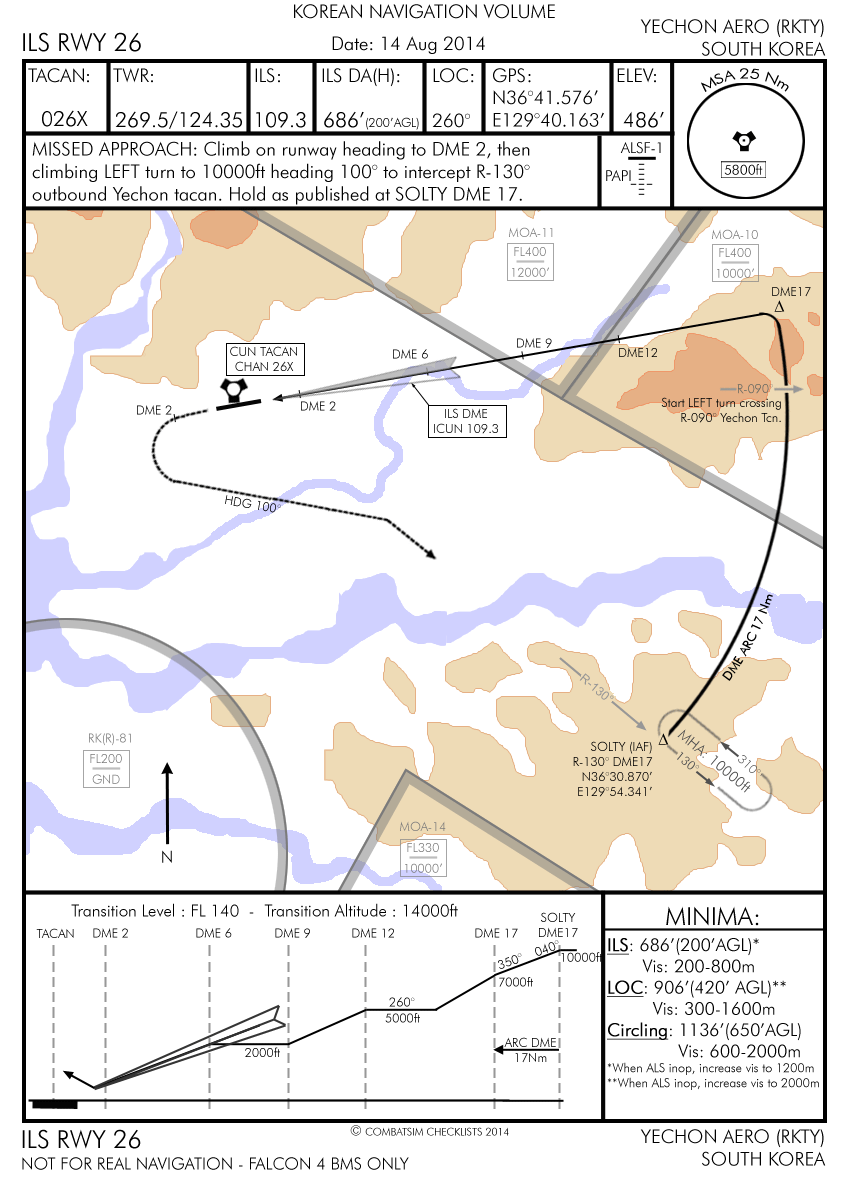 KOREAN NAVIGATION VOLUME
ILS RWY 26
Date: 14 Aug 2014
YECHON AERO (RKTY)
SOUTH KOREA
TACAN:
026X
TWR:
269.5/124.35
ILS:
109.3
ILS DA(H):
686’(200’AGL)
LOC:
260°
GPS:
N36°41.576’
E129°40.163’
ELEV:
486’
MSA 25 Nm
5800ft
MISSED APPROACH: Climb on runway heading to DME 2, then
climbing LEFT turn to 10000ft heading 100° to intercept R-130°
outbound Yechon tacan. Hold as published at SOLTY DME 17.
ALSF-1
PAPI
MOA-11
FL400
12000’
MOA-10
FL400
10000’
DME17
DME 9
DME12
DME 6
CUN TACAN
CHAN 26X
DME 2
DME 2
ILS DME
ICUN 109.3
R-090
Start LEFT turn crossing
R-090° Yechon Tcn.
HDG 100°
DME ARC 17 Nm
R-130°
SOLTY (IAF)
R-130° DME17
N36°30.870’
E129°54.341’
MHA: 10000ft
310°
130°
RK(R)-81
FL200
GND
N
MOA-14
FL330
10000’
Transition Level : FL 140 - Transition Altitude : 14000ft
TACAN
DME 2
DME 6
DME 9
DME 12
DME 17
SOLTY
DME17
350°
040°
10000ft
7000ft
260°
5000ft
2000ft
ARC DME
17Nm
MINIMA:
ILS: 686’(200’AGL)*
Vis: 200-800m
LOC: 906’(420’ AGL)**
Vis: 300-1600m
Circling: 1136’(650’AGL)
Vis: 600-2000m
*When ALS inop, increase vis to 1200m
**When ALS inop, increase vis to 2000m
ILS RWY 26
NOT FOR REAL NAVIGATION - FALCON 4 BMS ONLY
© COMBATSIM CHECKLISTS 2014
YECHON AERO (RKTY)
SOUTH KOREA